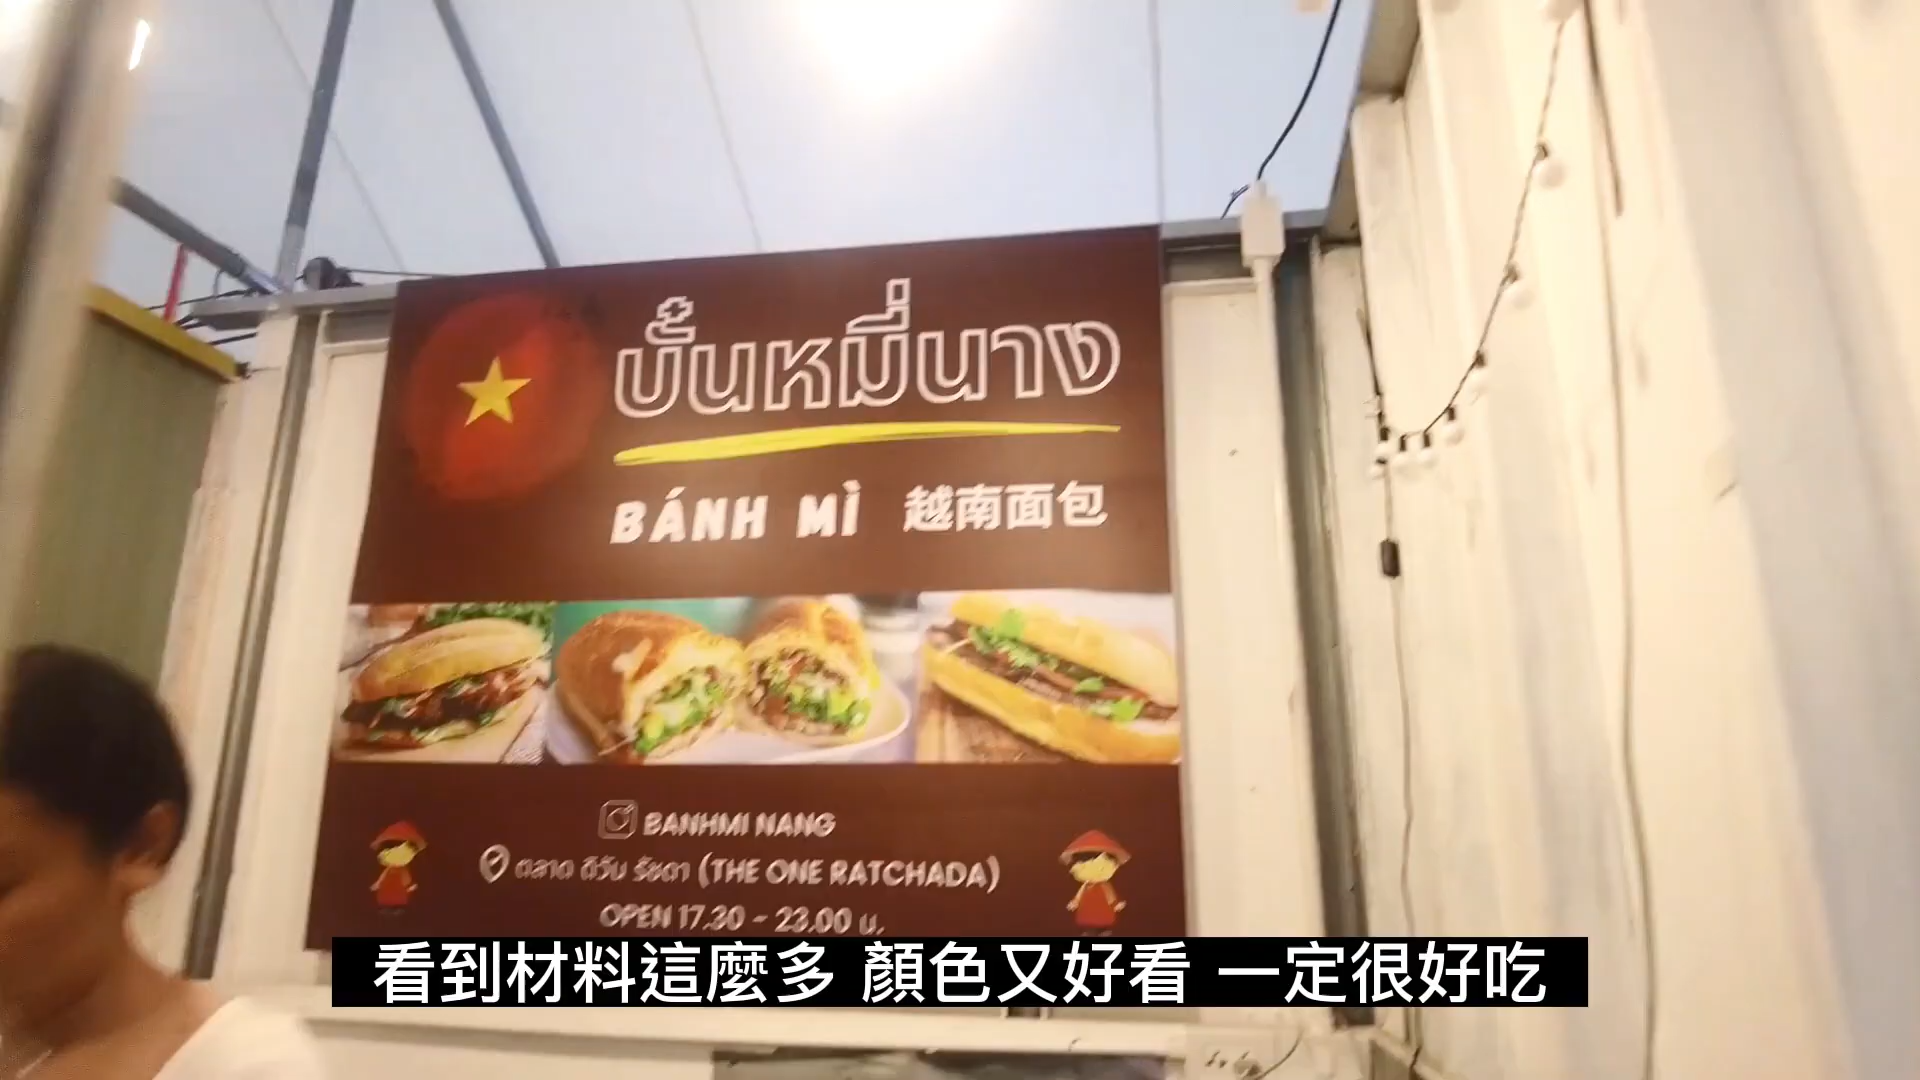 บั๋นหมี่นาง
BÁNH MÌ 越南面包
BANHMI NANG
ตลาด ดิวัน รัชดา (THE ONE RATCHADA)
OPEN 17.30 - 23.00 น.
看到材料這麼多 顏色又好看 一定很好吃